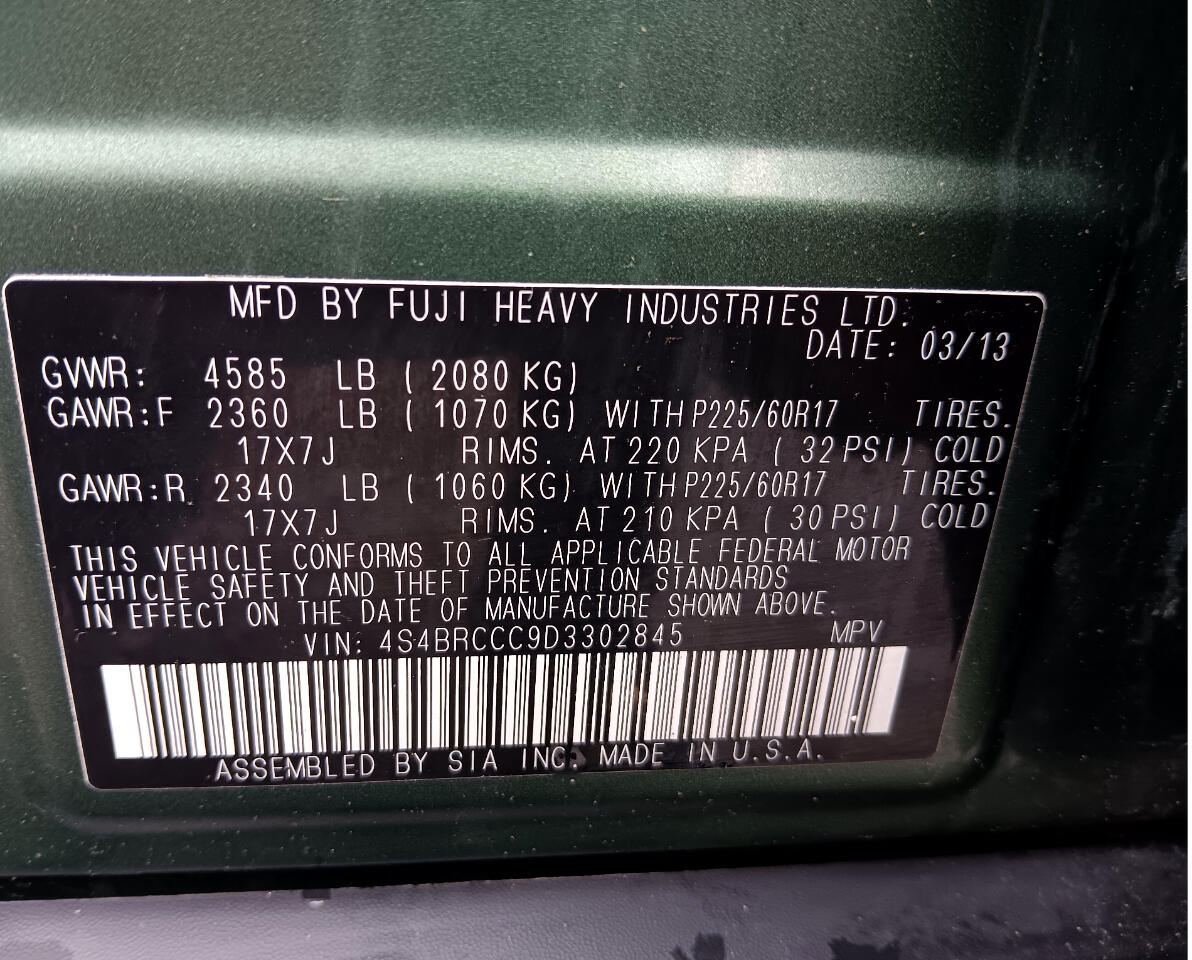 MFD BY FUJI HEAVY INDUSTRIES LTD.
DATE: 03/13
GVWR: 4585 LB ( 2080 KG)
GAWR:F 2360 LB ( 1070 KG) WITH P225/60R17 TIRES.
17X7J RIMS. AT 220 KPA ( 32 PSI) COLD
GAWR:R 2340 LB ( 1060 KG) WITH P225/60R17 TIRES.
17X7J RIMS. AT 210 KPA ( 30 PSI) COLD
THIS VEHICLE CONFORMS TO ALL APPLICABLE FEDERAL MOTOR
VEHICLE SAFETY AND THEFT PREVENTION STANDARDS
IN EFFECT ON THE DATE OF MANUFACTURE SHOWN ABOVE.
VIN: 4S4BRCCC9D3302845 MPV
ASSEMBLED BY SIA INC. MADE IN U.S.A.